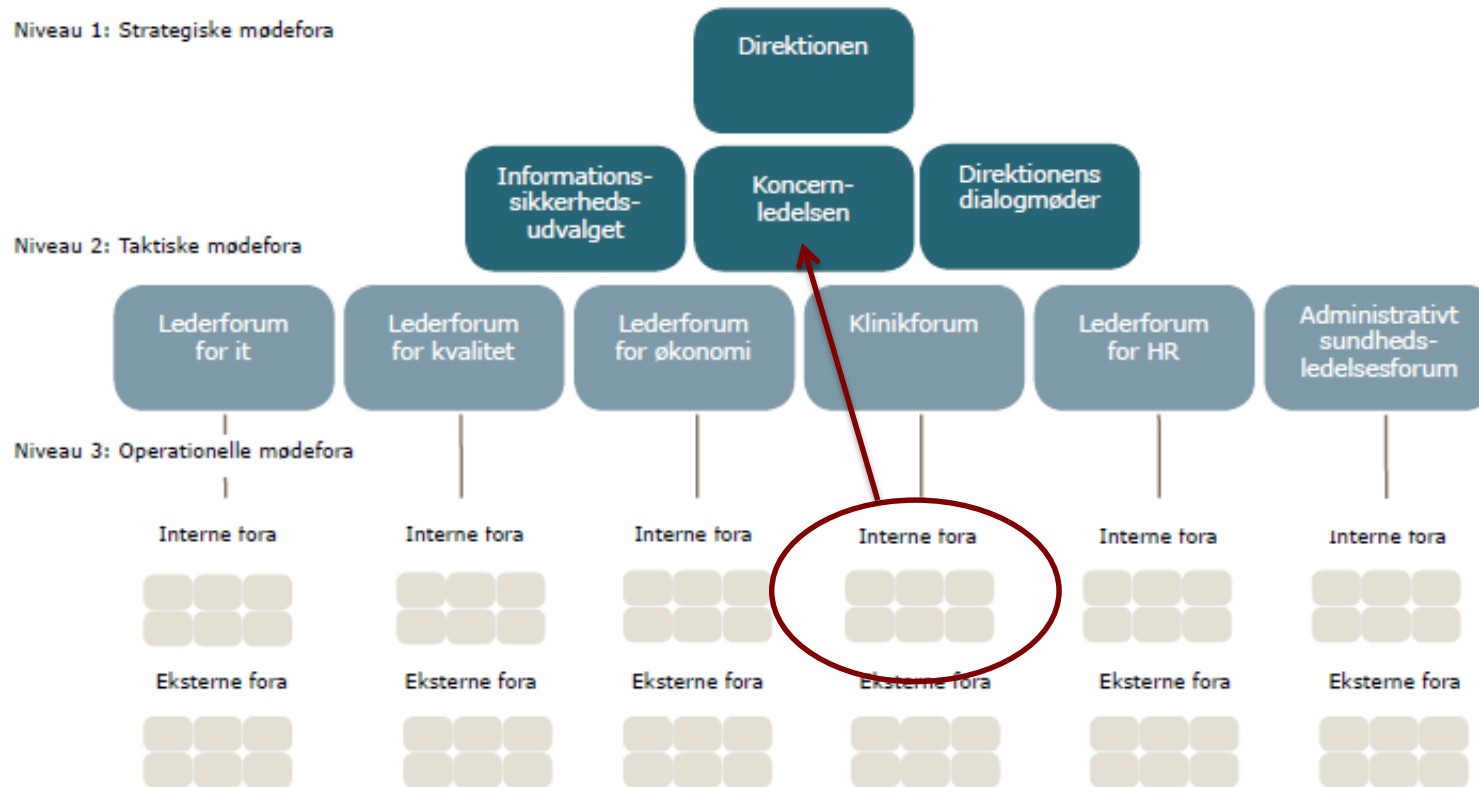 Niveau 1: Strategiske mødefora
Direktionen
Informations-
sikkerheds-
udvalget
Koncern-
ledelsen
Direktionens
dialogmøder
Niveau 2: Taktiske mødefora
Lederforum
for it
Lederforum
for kvalitet
Lederforum
for økonomi
Klinikforum
Lederforum
for HR
Administrativt
sundheds-
ledelsesforum
Niveau 3: Operationelle mødefora
Interne fora
Interne fora
Interne fora
Interne fora
Interne fora
Interne fora
Eksterne fora
Eksterne fora
Eksterne fora
Eksterne fora
Eksterne fora
Eksterne fora